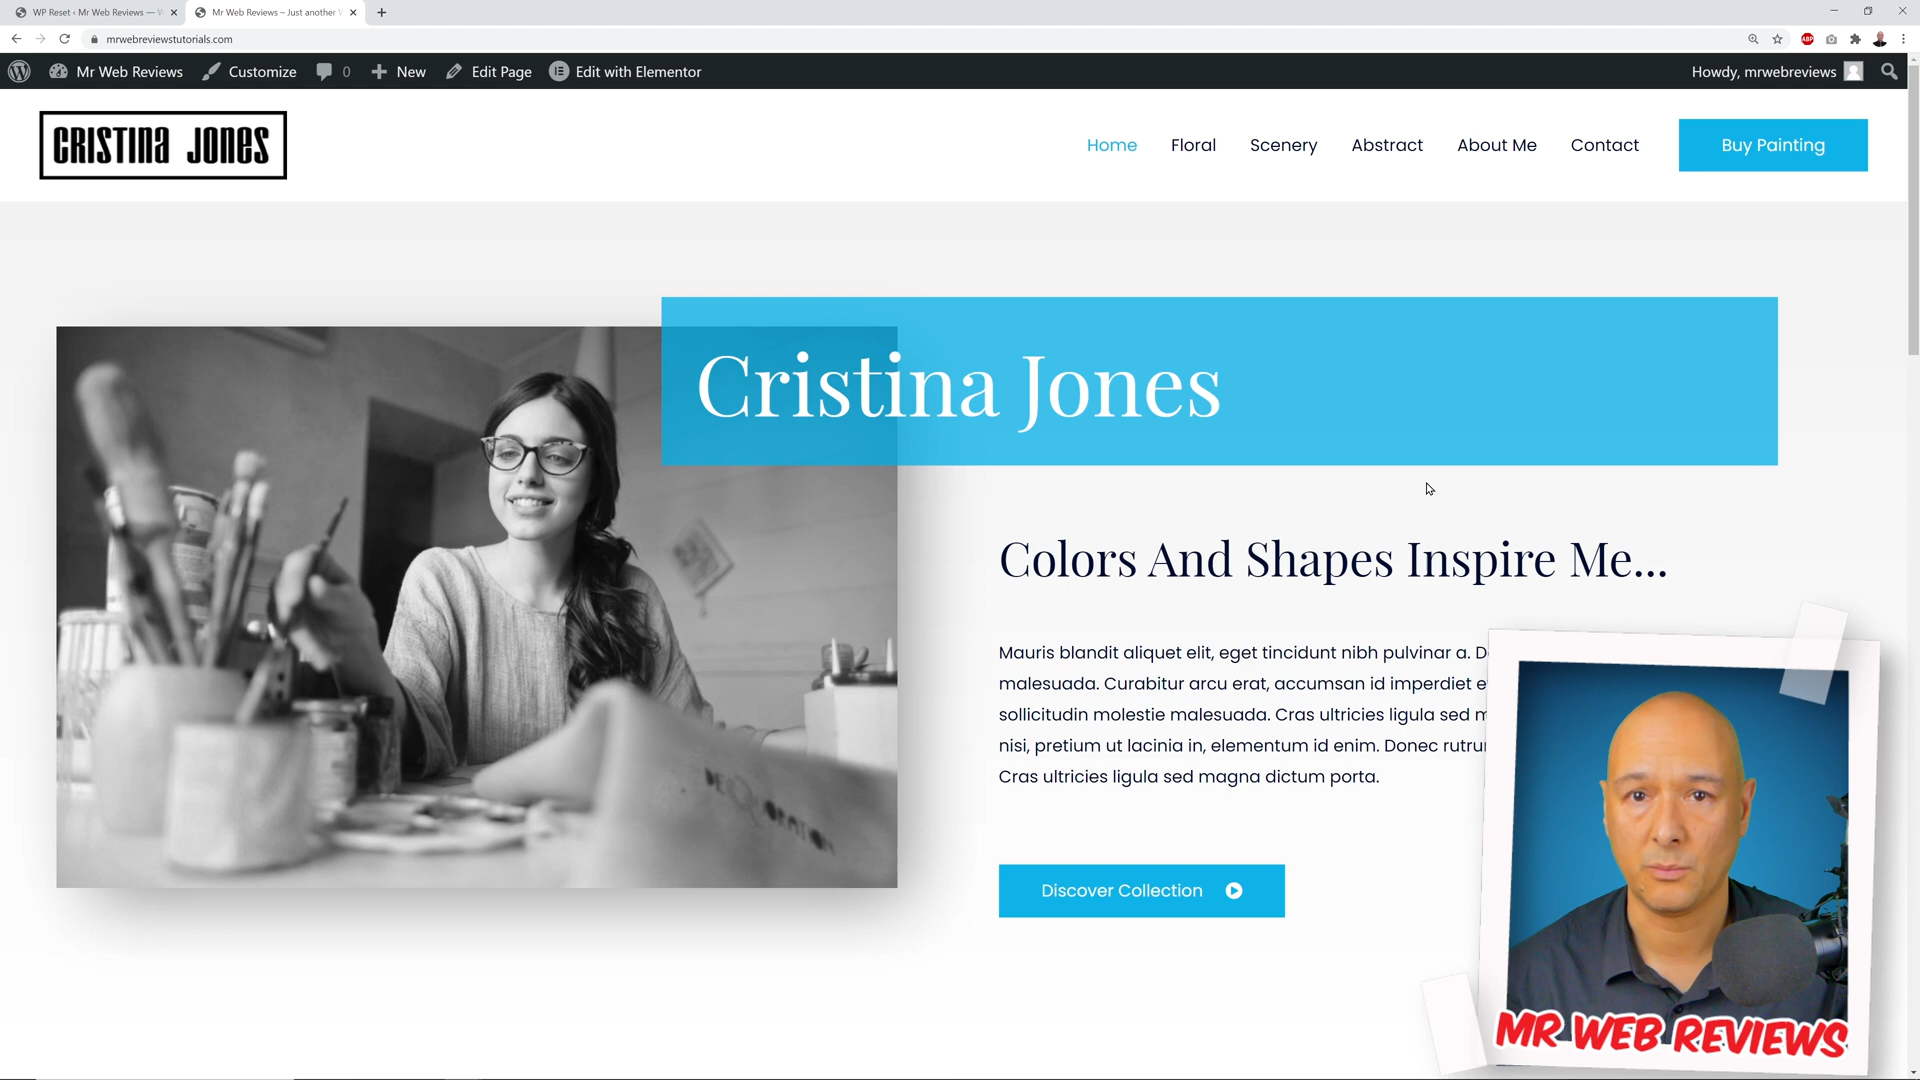 WP Reset ‹ Mr Web Reviews — W
Mr Web Reviews – Just another W
mrwebreviewstutorials.com
ABP
Mr Web Reviews
Customize
0
New
Edit Page
Edit with Elementor
Howdy, mrwebreviews
CRISTINA JONES
Home
Floral
Scenery
Abstract
About Me
Contact
Buy Painting
Cristina Jones
Colors And Shapes Inspire Me...
Mauris blandit aliquet elit, eget tincidunt nibh pulvinar a. D
malesuada. Curabitur arcu erat, accumsan id imperdiet e
sollicitudin molestie malesuada. Cras ultricies ligula sed m
nisi, pretium ut lacinia in, elementum id enim. Donec rutru
Cras ultricies ligula sed magna dictum porta.
Discover Collection
MR WEB REVIEWS